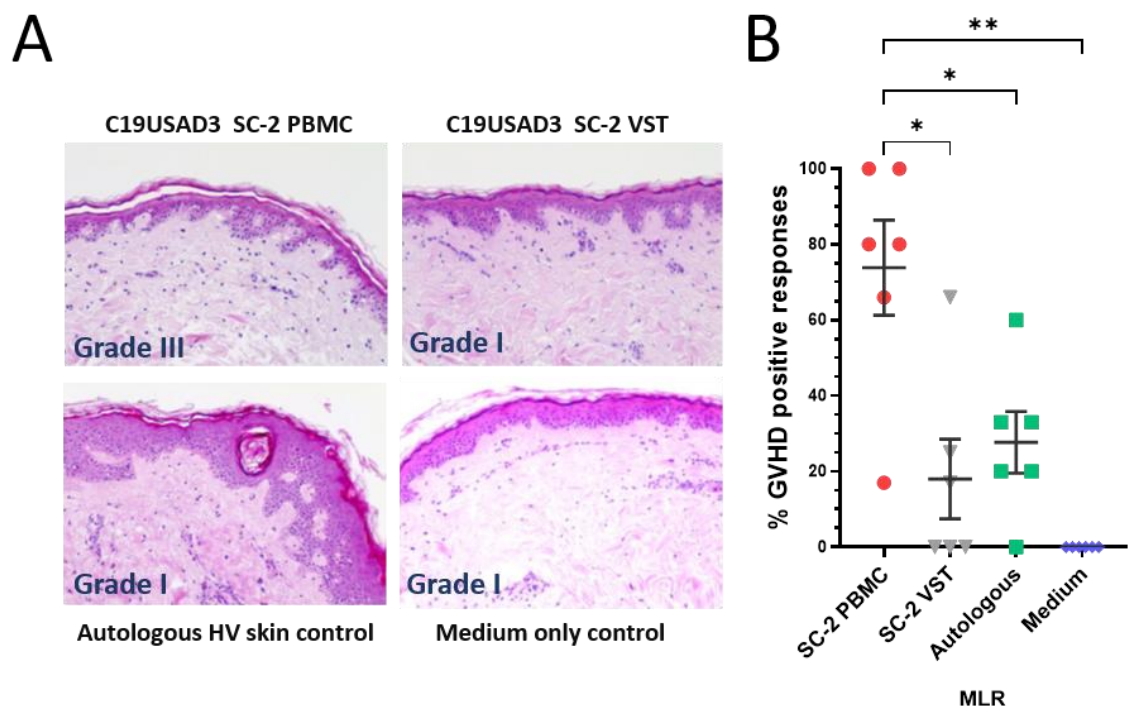 A
C19USAD3 SC-2 PBMC
C19USAD3 SC-2 VST
Grade III
Grade I
Grade I
Grade I
Autologous HV skin control
Medium only control
B
**
*
*
% GVHD positive responses
100
80
60
40
20
0
SC-2 PBMC
SC-2 VST
Autologous
Medium
MLR